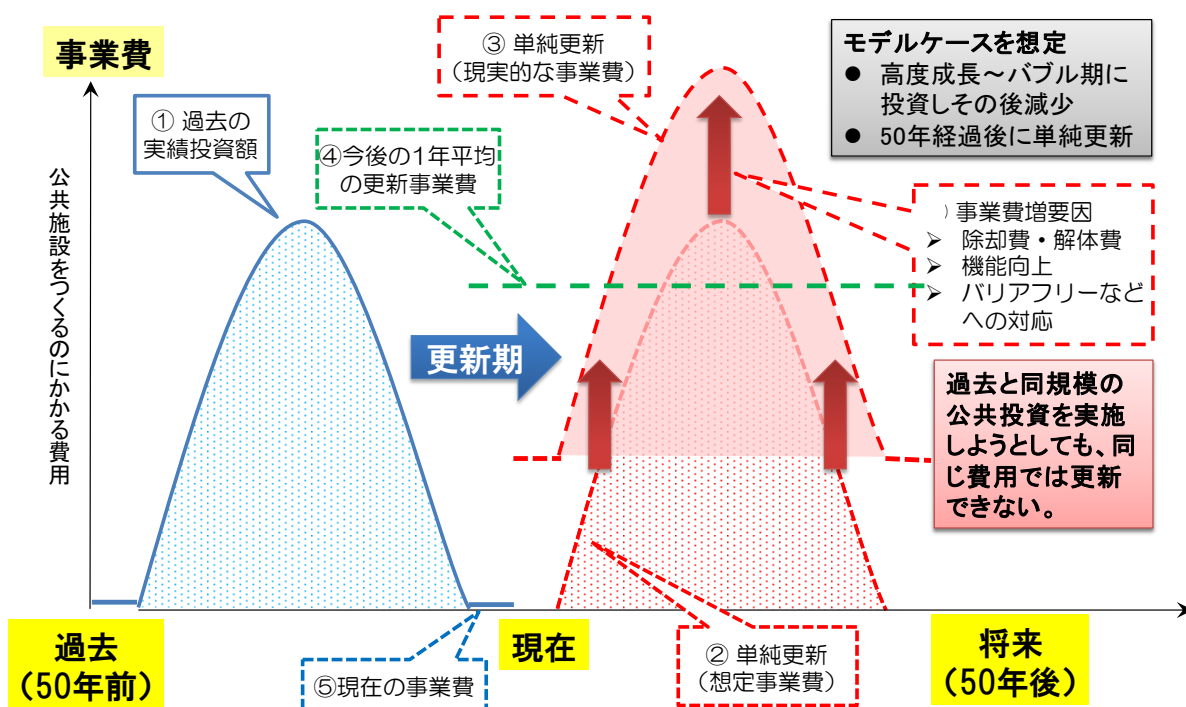 事業費
公共施設をつくるのにかかる費用
① 過去の
実績投資額
④今後の1年平均
の更新事業費
③ 単純更新
（現実的な事業費）
モデルケースを想定
● 高度成長～バブル期に
投資しその後減少
● 50年経過後に単純更新
）事業費増要因
➢ 除却費・解体費
➢ 機能向上
➢ バリアフリーなど
への対応
更新期
過去と同規模の
公共投資を実施
しようとしても、同
じ費用では更新
できない。
過去
（50年前）
⑤現在の事業費
現在
② 単純更新
（想定事業費）
将来
（50年後）